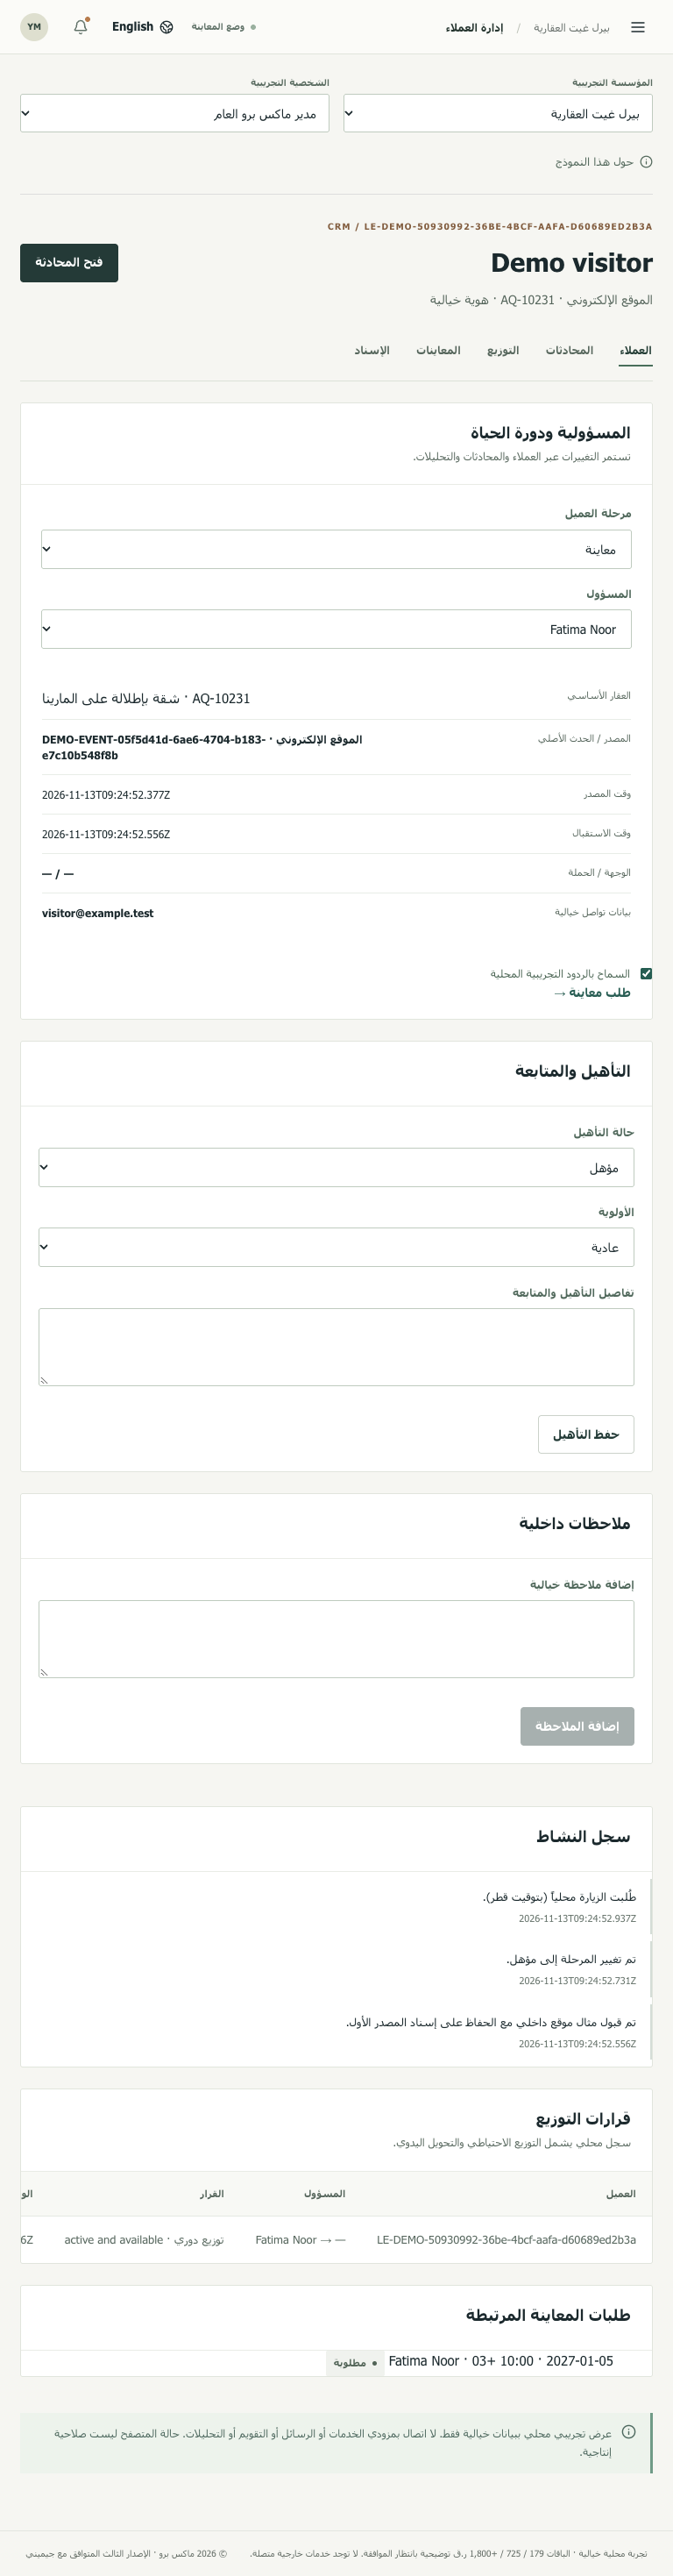 بيرل غيت العقارية / إدارة العملاء
وضع المعاينة
English
YM
المؤسسة التجريبية
بيرل غيت العقارية
الشخصية التجريبية
مدير ماكس برو العام
حول هذا النموذج
CRM / LE-DEMO-50930992-36BE-4BCF-AAFA-D60689ED2B3A
Demo visitor
فتح المحادثة
الموقع الإلكتروني · AQ-10231 · هوية خيالية
العملاء المحادثات التوزيع المعاينات الإسناد
المسؤولية ودورة الحياة
تستمر التغييرات عبر العملاء والمحادثات والتحليلات.
مرحلة العميل
معاينة
المسؤول
Fatima Noor
العقار الأساسي
AQ-10231 · شقة بإطلالة على المارينا
المصدر / الحدث الأصلي
الموقع الإلكتروني · DEMO-EVENT-05f5d41d-6ae6-4704-b183-
e7c10b548f8b
وقت المصدر
2026-11-13T09:24:52.377Z
وقت الاستقبال
2026-11-13T09:24:52.556Z
الوجهة / الحملة
— / —
بيانات تواصل خيالية
visitor@example.test
السماح بالردود التجريبية المحلية
طلب معاينة →
التأهيل والمتابعة
حالة التأهيل
مؤهل
الأولوية
عادية
تفاصيل التأهيل والمتابعة
حفظ التأهيل
ملاحظات داخلية
إضافة ملاحظة خيالية
إضافة الملاحظة
سجل النشاط
طُلبت الزيارة محلياً (بتوقيت قطر).
2026-11-13T09:24:52.937Z
تم تغيير المرحلة إلى مؤهل.
2026-11-13T09:24:52.731Z
تم قبول مثال موقع داخلي مع الحفاظ على إسناد المصدر الأول.
2026-11-13T09:24:52.556Z
قرارات التوزيع
سجل محلي يشمل التوزيع الاحتياطي والتحويل اليدوي.
العميل المسؤول القرار الو
LE-DEMO-50930992-36be-4bcf-aafa-d60689ed2b3a — → Fatima Noor توزيع دوري · active and available 6Z
طلبات المعاينة المرتبطة
2027-01-05 · 10:00 +03 · Fatima Noor مطلوبة
عرض تجريبي محلي ببيانات خيالية فقط. لا اتصال بمزودي الخدمات أو الرسائل أو التقويم أو التحليلات. حالة المتصفح ليست صلاحية
إنتاجية.
تجربة محلية خيالية · الباقات 179 / 725 / +1,800 ر.ق توضيحية بانتظار الموافقة. لا توجد خدمات خارجية متصلة.
© 2026 ماكس برو · الإصدار الثالث المتوافق مع جيميني